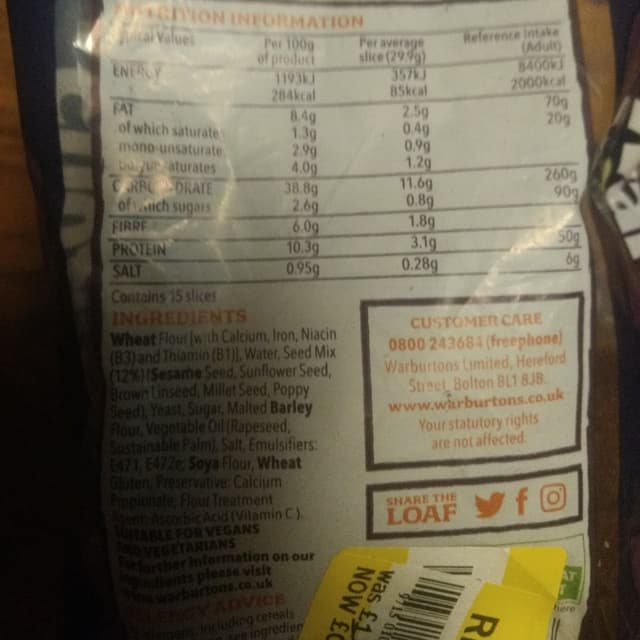 INFORMATION
Values Per 100g of product Per average slice (29.9g) Reference Intake (Adult)
ENERGY 1193kJ 357kJ 8400kJ
284kcal 85kcal 2000kcal
FAT 8.4g 2.5g 70g
of which saturates 1.3g 0.4g 20g
mono-unsaturates 2.9g 0.9g
4.0g 1.2g
CARBOHYDRATE 38.8g 11.6g 260g
of which sugars 2.6g 0.8g 90g
FIBRE 6.0g 1.8g
PROTEIN 10.3g 3.1g 50g
SALT 0.95g 0.28g 6g
Contains 15 slices
INGREDIENTS
Wheat Flour [with Calcium, Iron, Niacin
(B3) and Thiamin (B1)], Water, Seed Mix
(12%) [Sesame Seed, Sunflower Seed,
Brown Linseed, Millet Seed, Poppy
Seed], Yeast, Sugar, Malted Barley
Flour, Vegetable Oil (Rapeseed,
Sustainable Palm), Salt, Emulsifiers:
E471, E472e; Soya Flour, Wheat
Gluten, Preservative: Calcium
Propionate; Flour Treatment
Agent: Ascorbic Acid (Vitamin C).
SUITABLE FOR VEGANS
AND VEGETARIANS
For further information on our
ingredients please visit
www.warburtons.co.uk
ALLERGY ADVICE
including cereals
CUSTOMER CARE
0800 243684 (freephone)
Warburtons Limited, Hereford
Street, Bolton BL1 8JB.
www.warburtons.co.uk
Your statutory rights
are not affected.
SHARE THE
LOAF
was £1
NOW £0
R